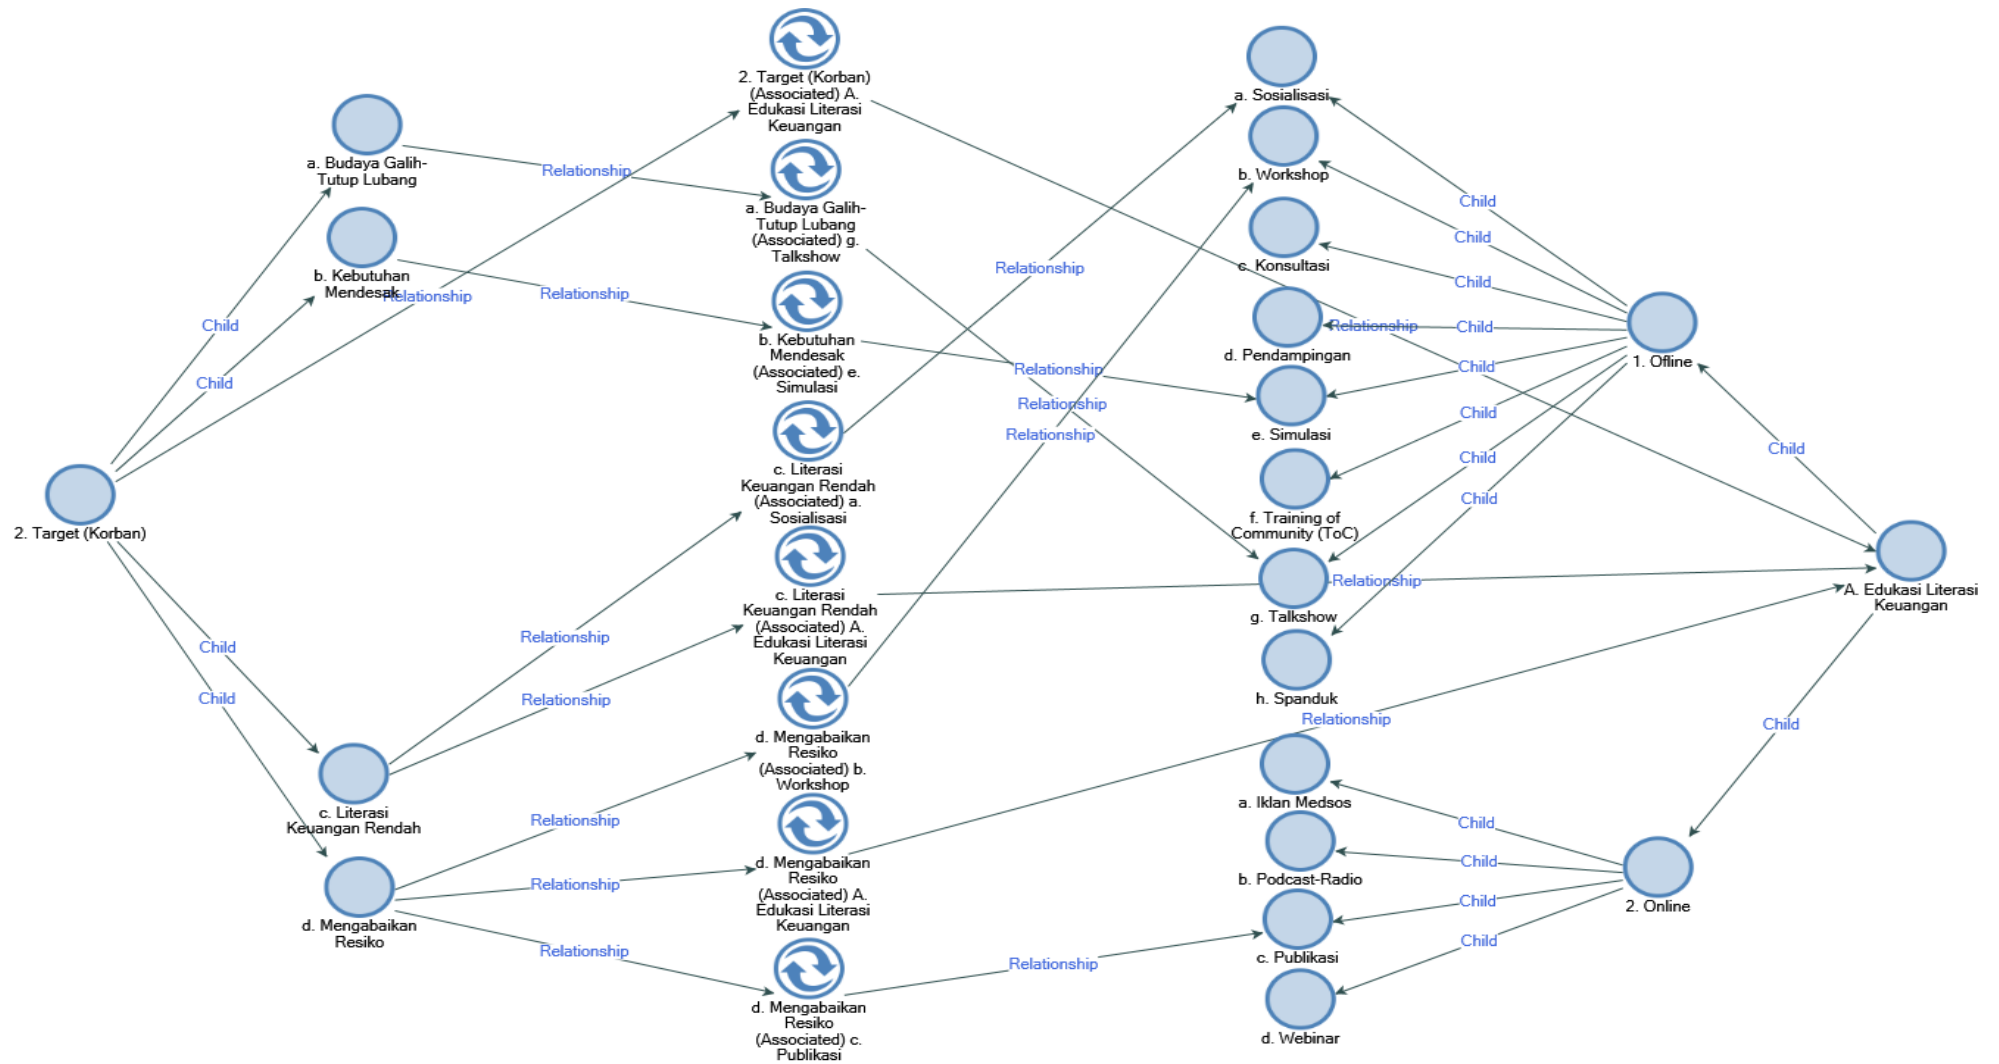 2. Target (Korban)
Child
Child
Child
Child
a. Budaya Galih-
Tutup Lubang
b. Kebutuhan
Mendesak
c. Literasi
Keuangan Rendah
d. Mengabaikan
Resiko
Relationship
Relationship
Relationship
Relationship
Relationship
Relationship
Relationship
Relationship
2. Target (Korban)
(Associated) A.
Edukasi Literasi
Keuangan
a. Budaya Galih-
Tutup Lubang
(Associated) g.
Talkshow
b. Kebutuhan
Mendesak
(Associated) e.
Simulasi
c. Literasi
Keuangan Rendah
(Associated) a.
Sosialisasi
c. Literasi
Keuangan Rendah
(Associated) A.
Edukasi Literasi
Keuangan
d. Mengabaikan
Resiko
(Associated) b.
Workshop
d. Mengabaikan
Resiko
(Associated) A.
Edukasi Literasi
Keuangan
d. Mengabaikan
Resiko
(Associated) c.
Publikasi
Relationship
Relationship
Relationship
Relationship
Relationship
Relationship
Relationship
Relationship
a. Sosialisasi
b. Workshop
c. Konsultasi
d. Pendampingan
e. Simulasi
f. Training of
Community (ToC)
g. Talkshow
h. Spanduk
a. Iklan Medsos
b. Podcast-Radio
c. Publikasi
d. Webinar
Child
Child
Child
Child
Child
Child
Child
Child
Child
Child
Child
Child
1. Ofline
2. Online
Child
Child
A. Edukasi Literasi
Keuangan